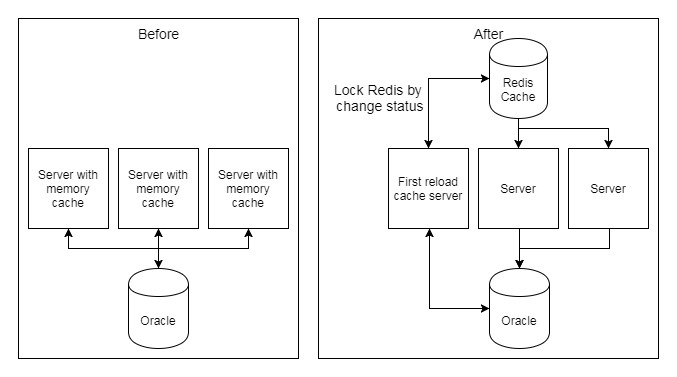 Before
Server with
memory
cache
Server with
memory
cache
Server with
memory
cache
Oracle
After
Redis
Cache
Lock Redis by
change status
First reload
cache server
Server
Server
Oracle